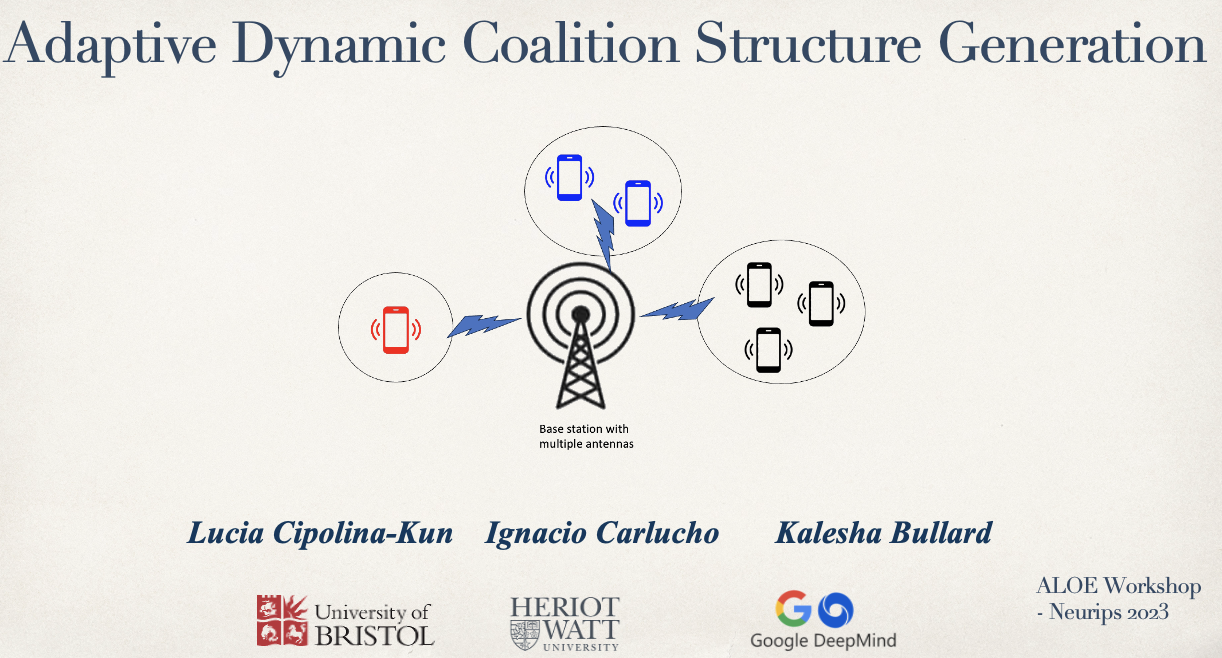 Adaptive Dynamic Coalition Structure Generation
Base station with
multiple antennas
Lucia Cipolina-Kun Ignacio Carlucho Kalesha Bullard
University of
BRISTOL
HERIOT
WATT
UNIVERSITY
Google DeepMind
ALOE Workshop
- Neurips 2023